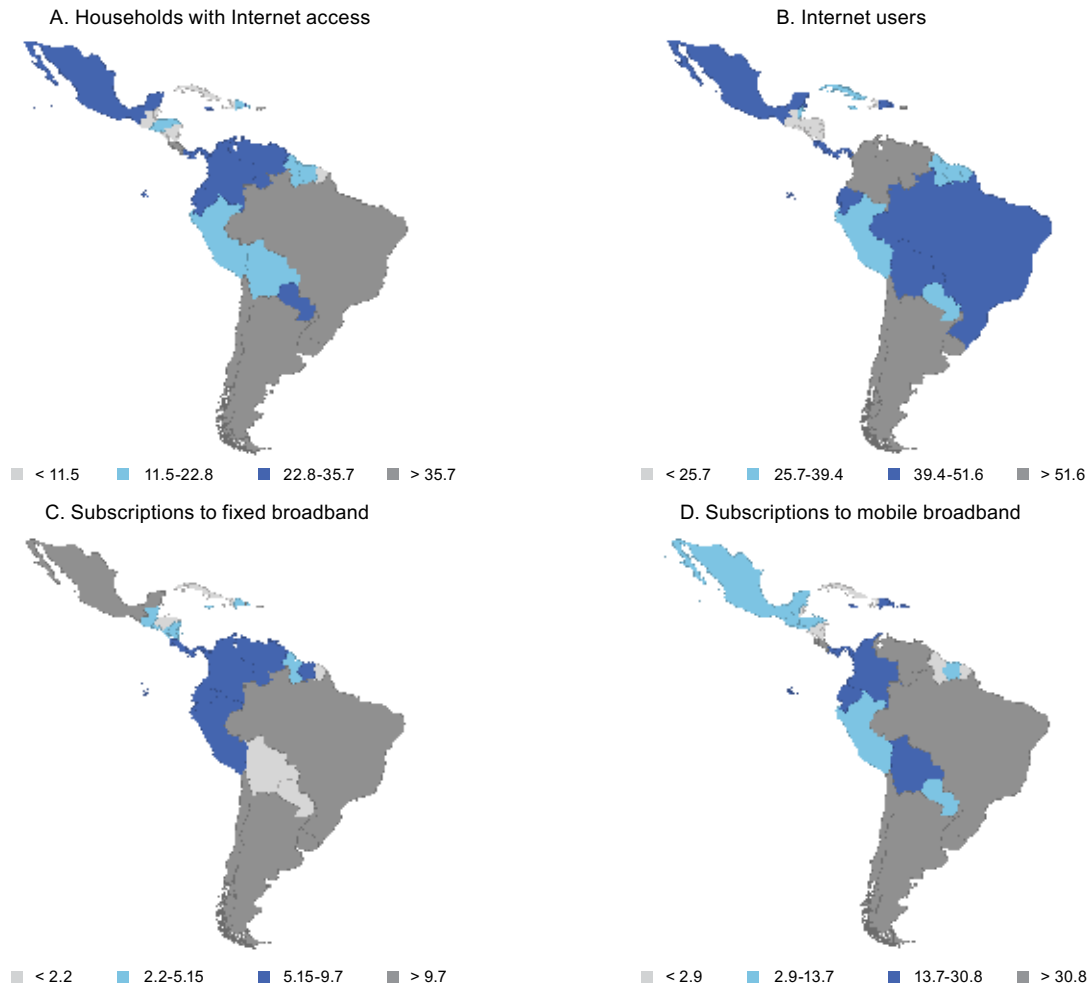 A. Households with Internet access
B. Internet users
< 11.5 11.5-22.8 22.8-35.7 > 35.7
< 25.7 25.7-39.4 39.4-51.6 > 51.6
C. Subscriptions to fixed broadband
D. Subscriptions to mobile broadband
< 2.2 2.2-5.15 5.15-9.7 > 9.7
< 2.9 2.9-13.7 13.7-30.8 > 30.8